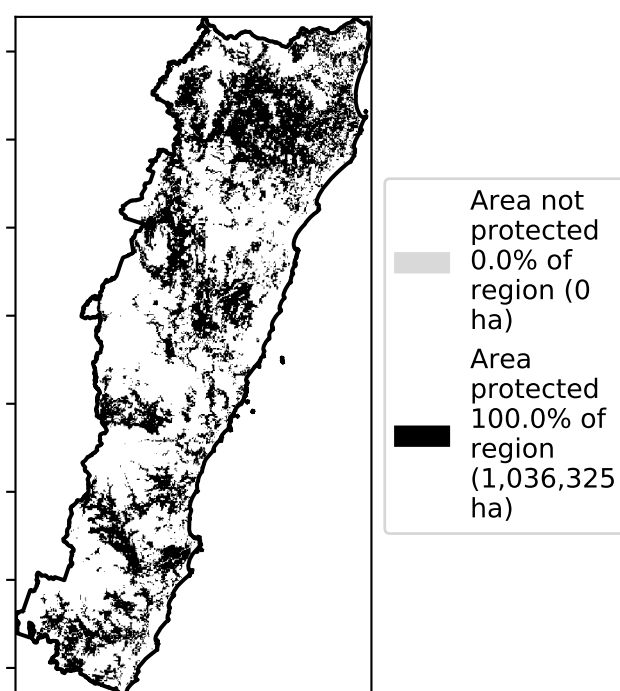 Area not
protected
0.0% of
region (0
ha)
Area
protected
100.0% of
region
(1,036,325
ha)